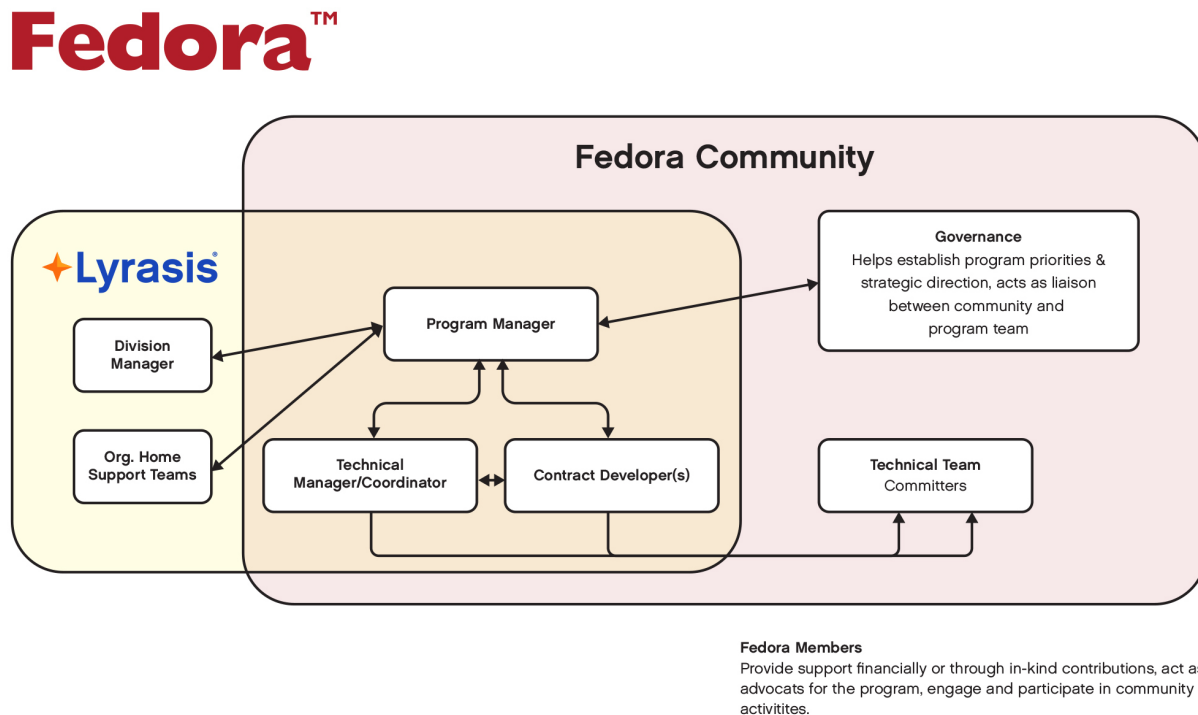 Fedora™
Fedora Community
Lyrasis®
Governance
Helps establish program priorities &
strategic direction, acts as liaison
between community and
program team
Program Manager
Division
Manager
Org. Home
Support Teams
Technical
Manager/Coordinator
Contract Developer(s)
Technical Team
Committers
Fedora Members
Provide support financially or through in-kind contributions, act as
advocats for the program, engage and participate in community
activitites.